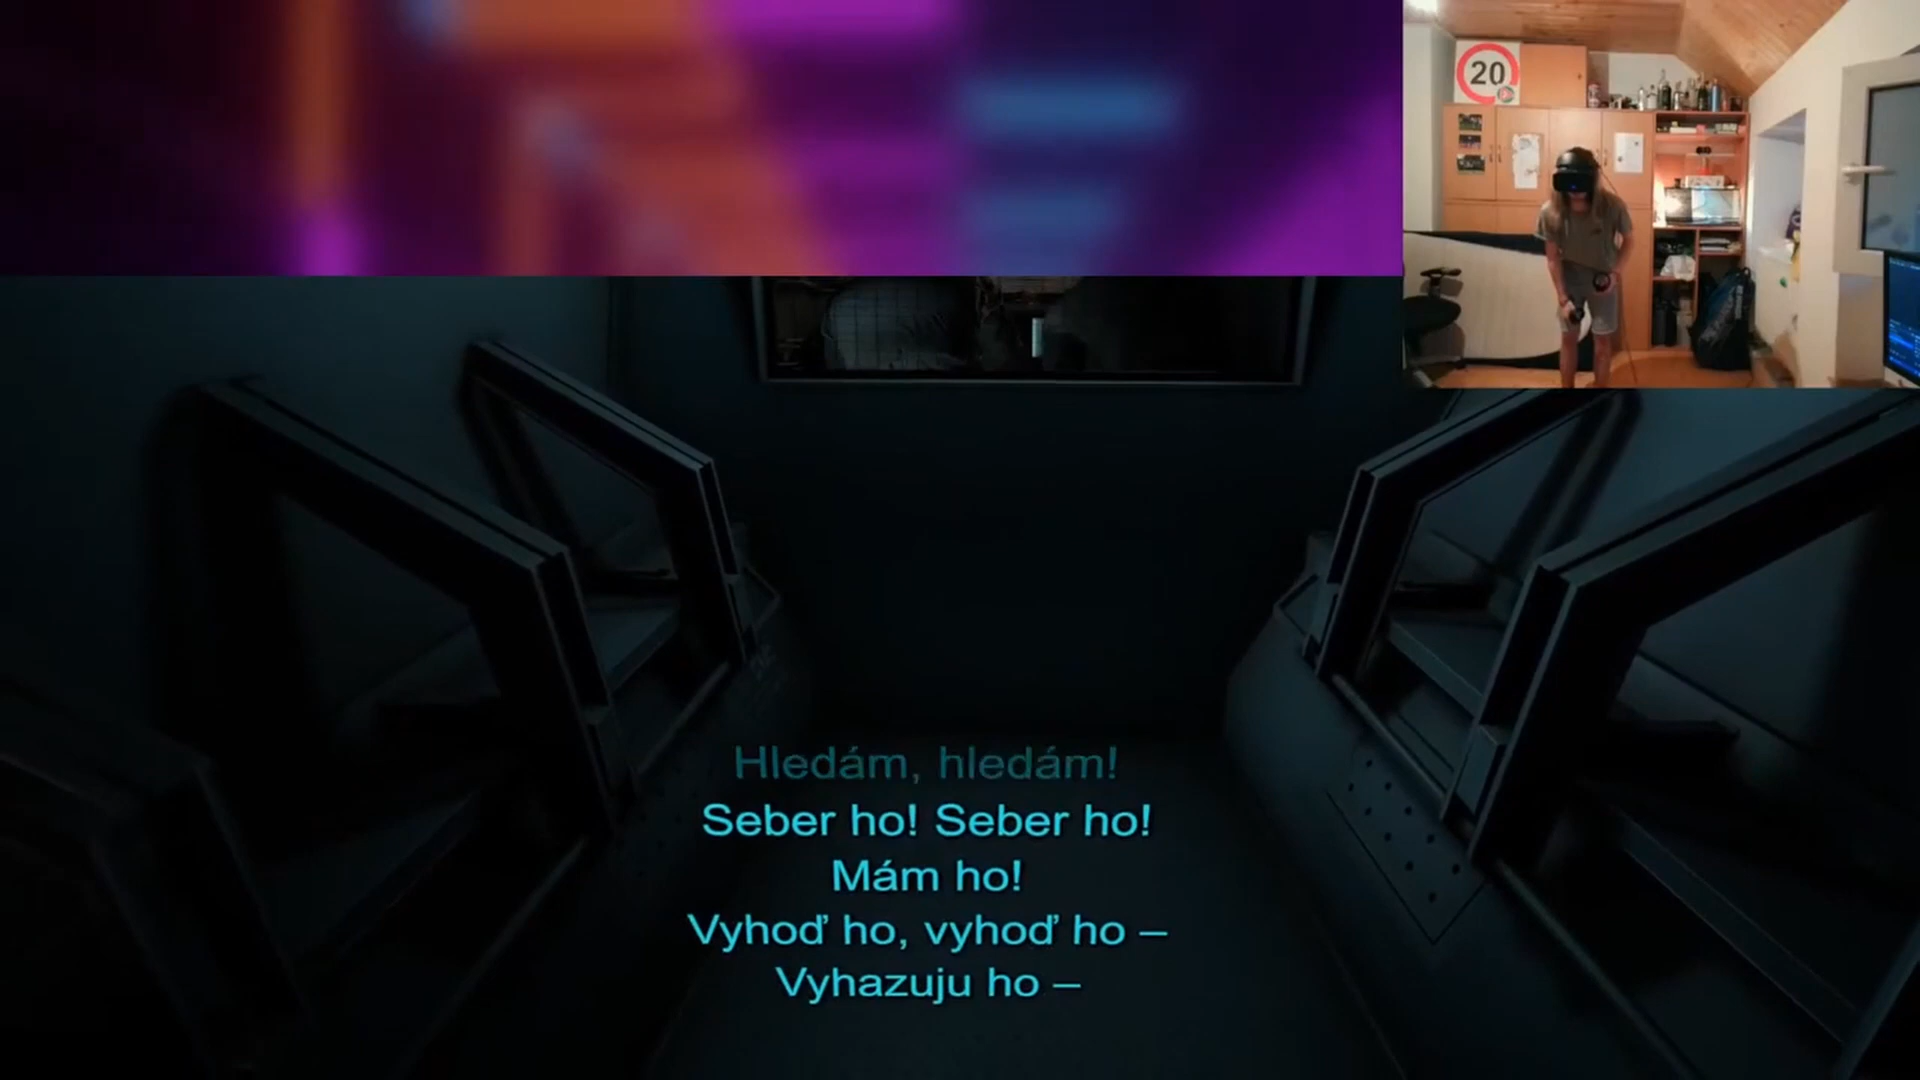 20
Hledám, hledám!
Seber ho! Seber ho!
Mám ho!
Vyhoď ho, vyhoď ho –
Vyhazuju ho –